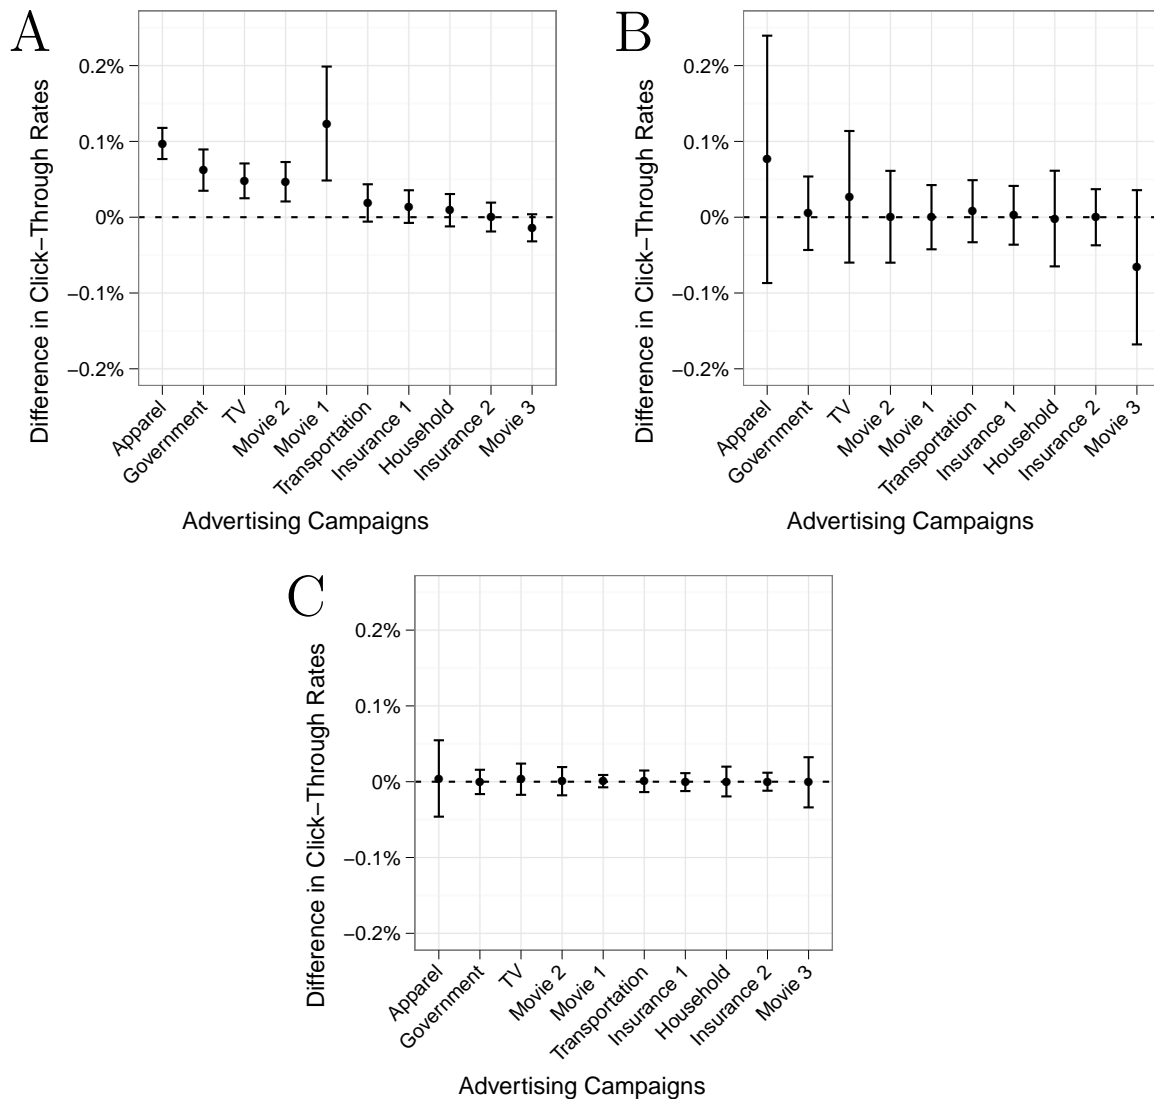 A
Difference in Click−Through Rates
0.2%
0.1%
0%
−0.1%
−0.2%
Apparel
Government
TV
Movie 2
Movie 1
Transportation
Insurance 1
Household
Insurance 2
Movie 3
Advertising Campaigns
B
Difference in Click−Through Rates
0.2%
0.1%
0%
−0.1%
−0.2%
Apparel
Government
TV
Movie 2
Movie 1
Transportation
Insurance 1
Household
Insurance 2
Movie 3
Advertising Campaigns
C
Difference in Click−Through Rates
0.2%
0.1%
0%
−0.1%
−0.2%
Apparel
Government
TV
Movie 2
Movie 1
Transportation
Insurance 1
Household
Insurance 2
Movie 3
Advertising Campaigns